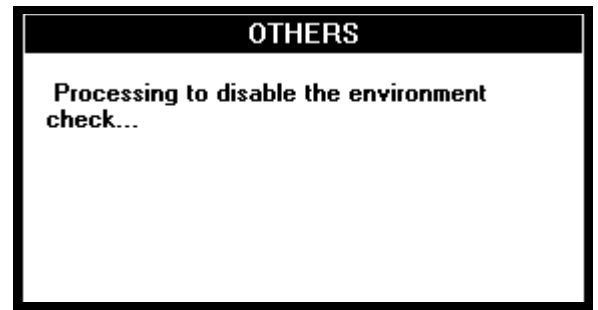 OTHERS
Processing to disable the environment
check...